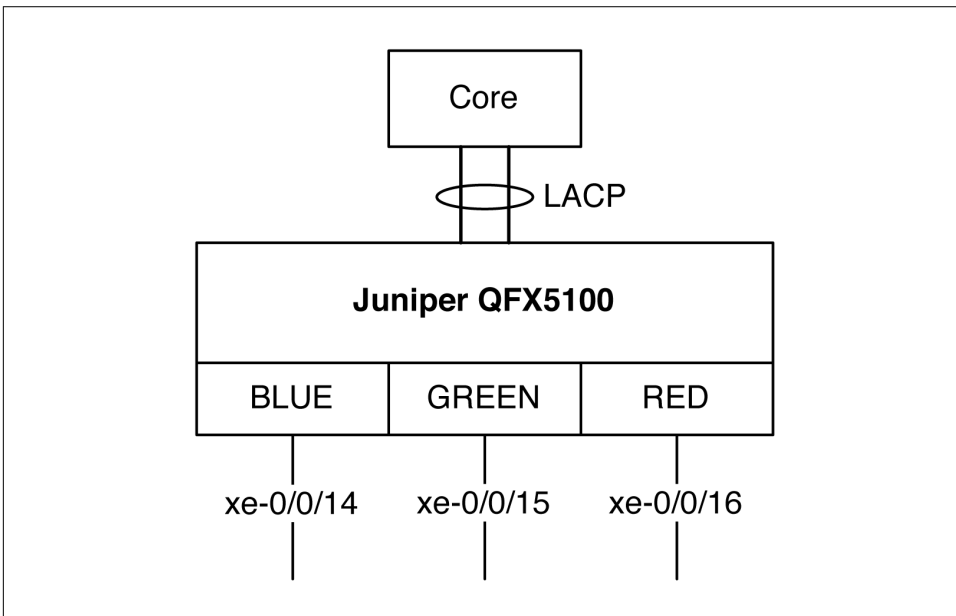 Core
LACP
Juniper QFX5100
BLUE GREEN RED
xe-0/0/14 xe-0/0/15 xe-0/0/16